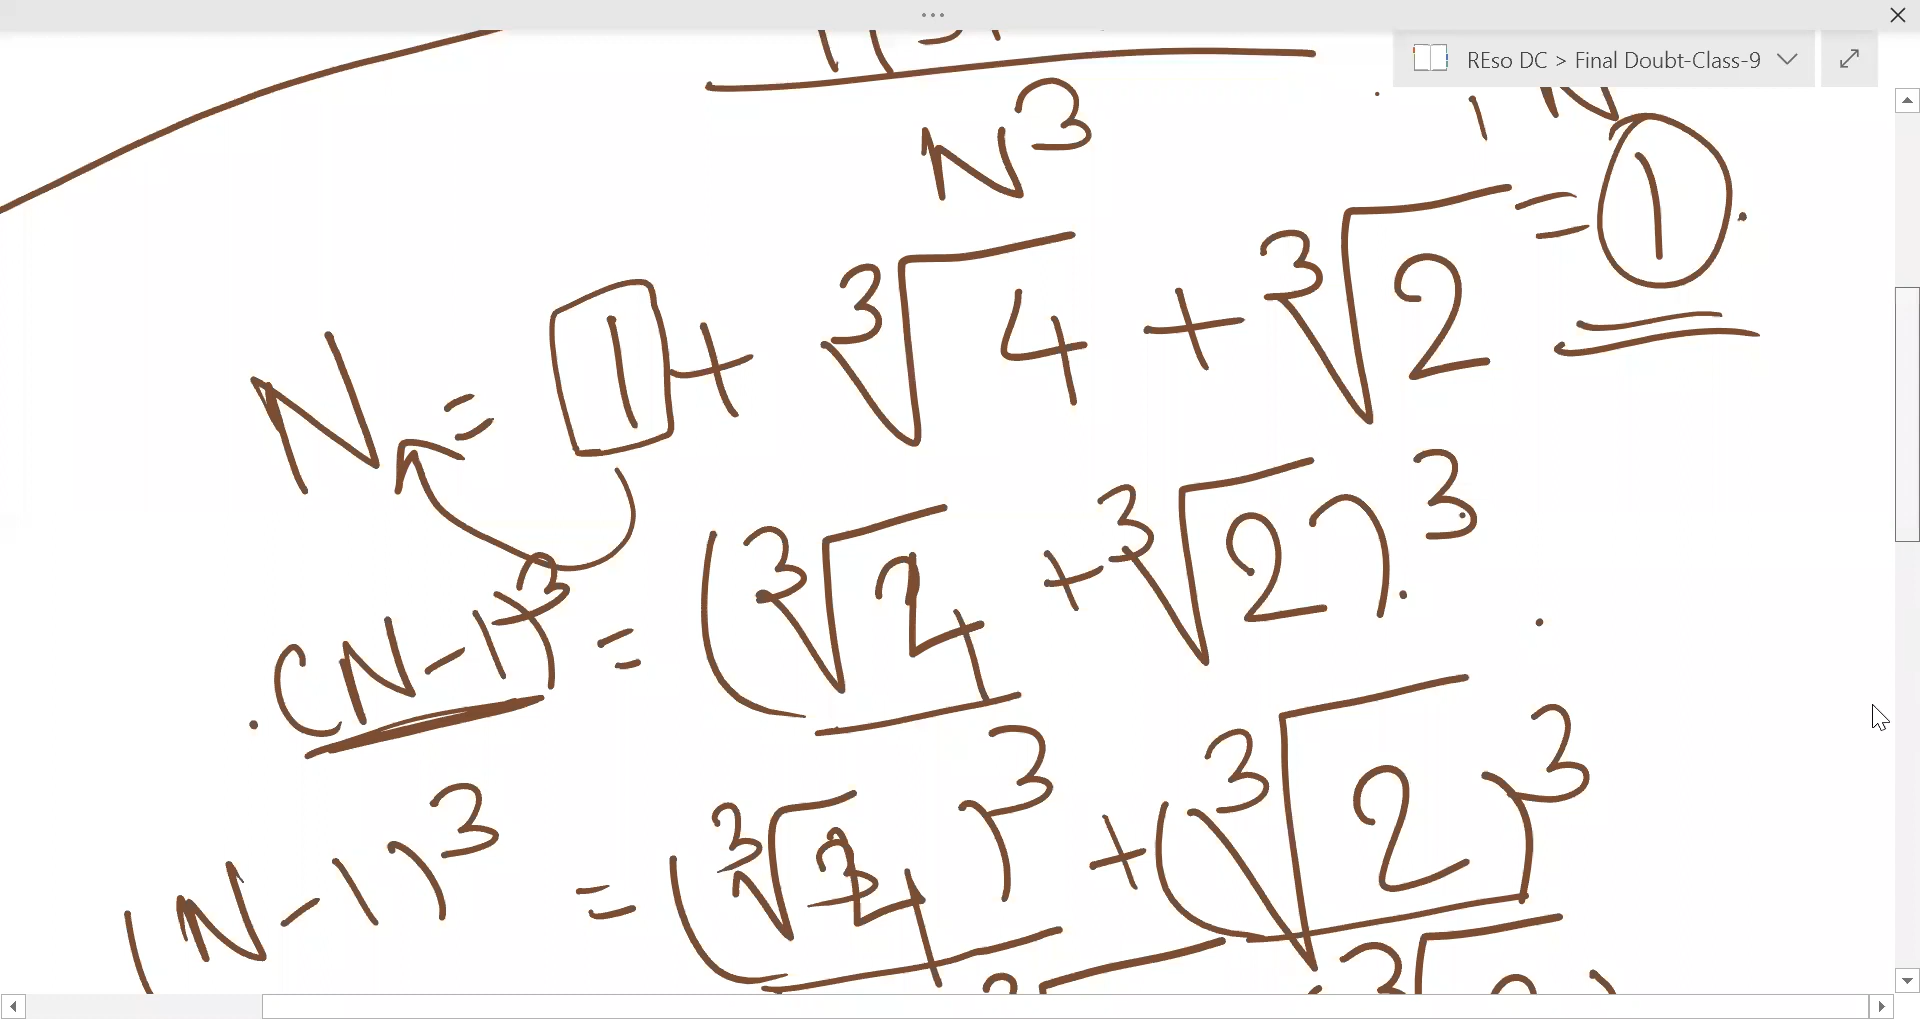 REso DC > Final Doubt-Class-9
N³
= 1
N = 1 + ∛4 + ∛2
(N-1)³ = (∛4 + ∛2)³
(N-1)³ = (∛4)³ + (∛2)³